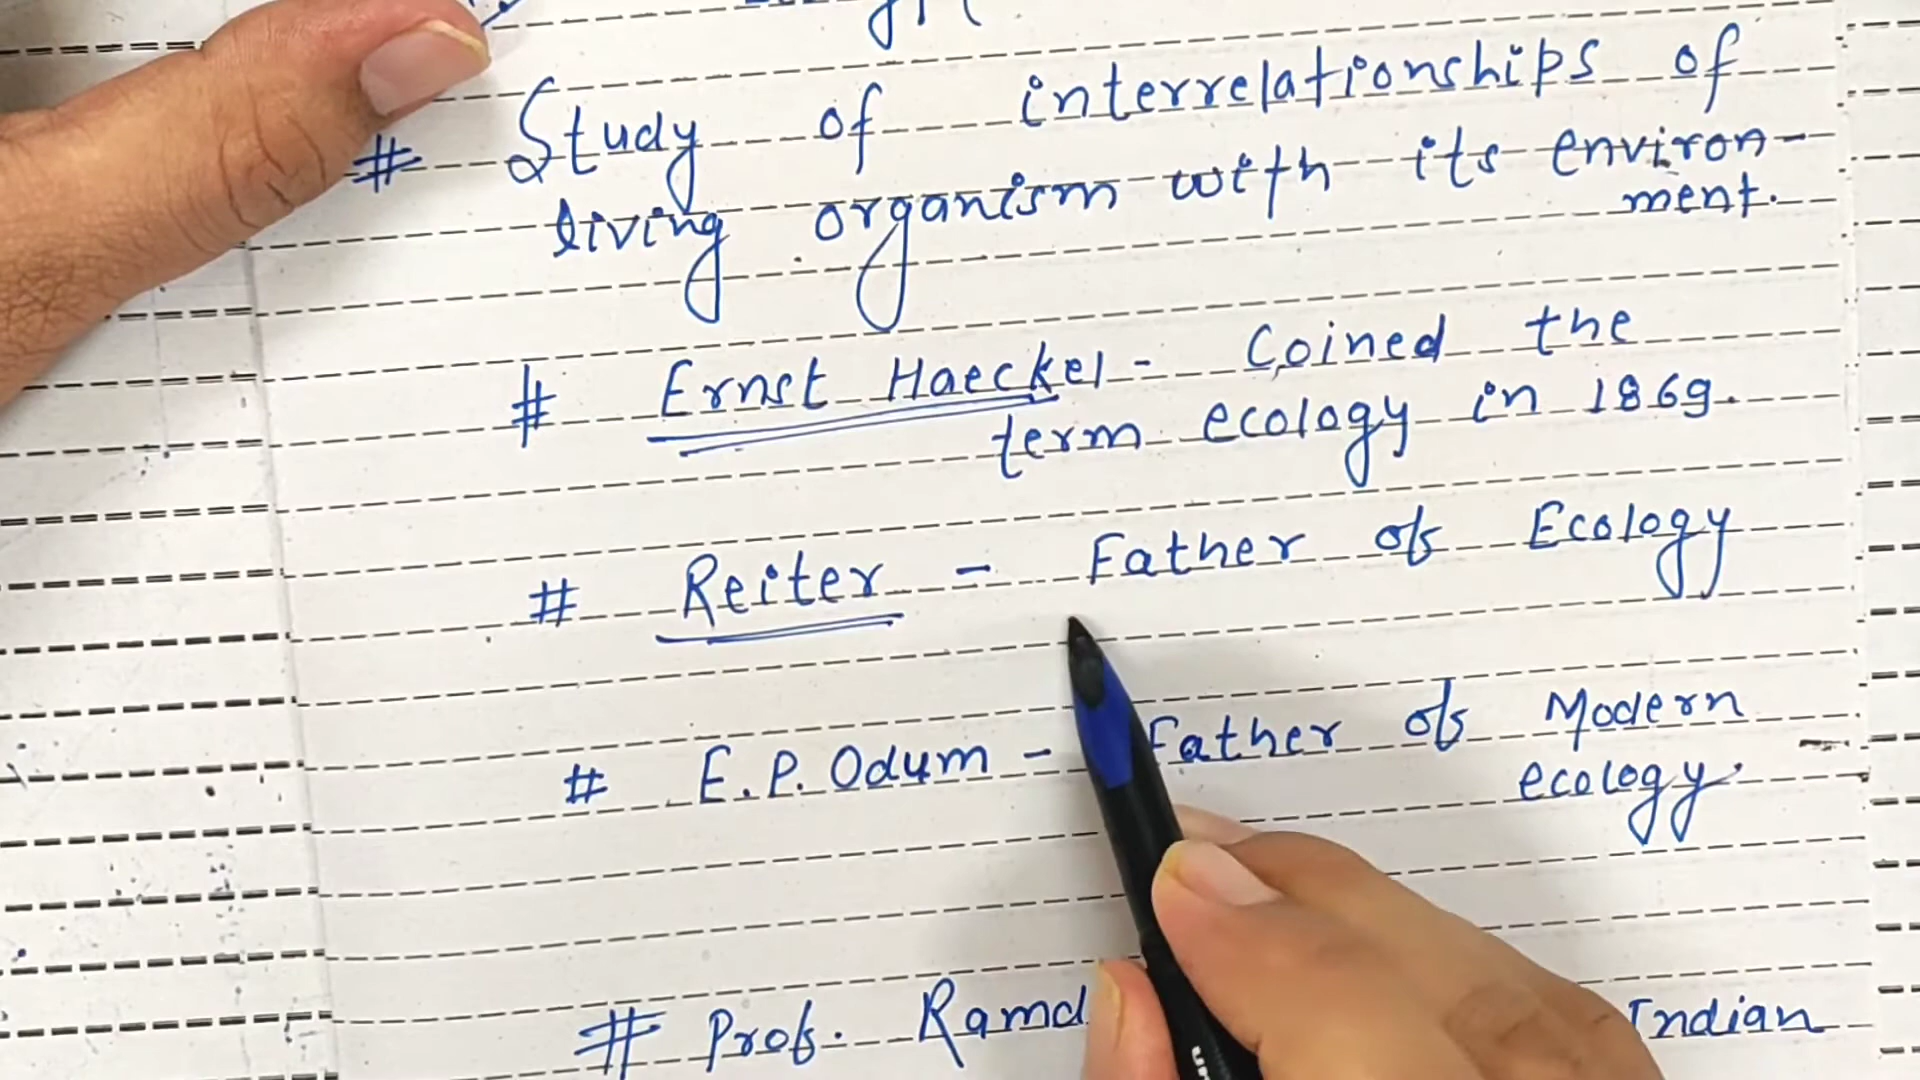 # Study of interrelationships of
living organism with its environ-
ment.
# Ernst Haeckel - Coined the
term ecology in 1869.
# Reiter - Father of Ecology
# E.P. Odum - Father of Modern
ecology.
# Prof. Ramd Indian